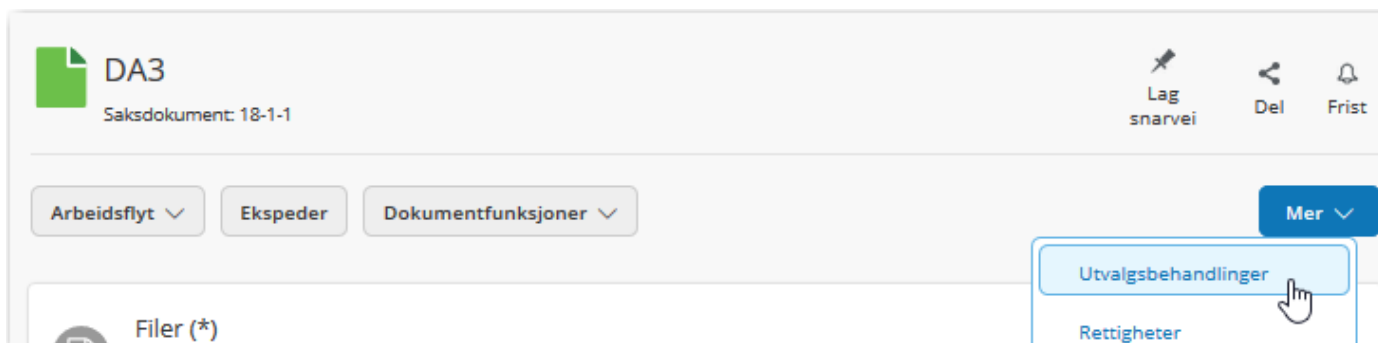 DA3
Saksdokument: 18-1-1
Lag
snarvei
Del
Frist
Arbeidsflyt
Ekspeder
Dokumentfunksjoner
Mer
Utvalgsbehandlinger
Filer (*)
Rettigheter